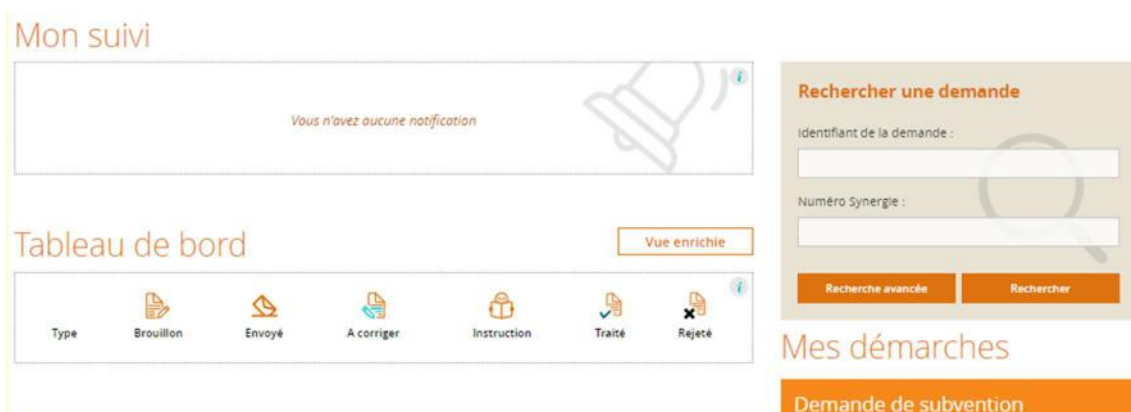 Mon suivi
Vous n'avez aucune notification
Tableau de bord
Vue enrichie
Type
Brouillon
Envoyé
A corriger
Instruction
Traité
Rejeté
Rechercher une demande
Identifiant de la demande :
Numéro Synergie :
Recherche avancée
Rechercher
Mes démarches
Demande de subvention